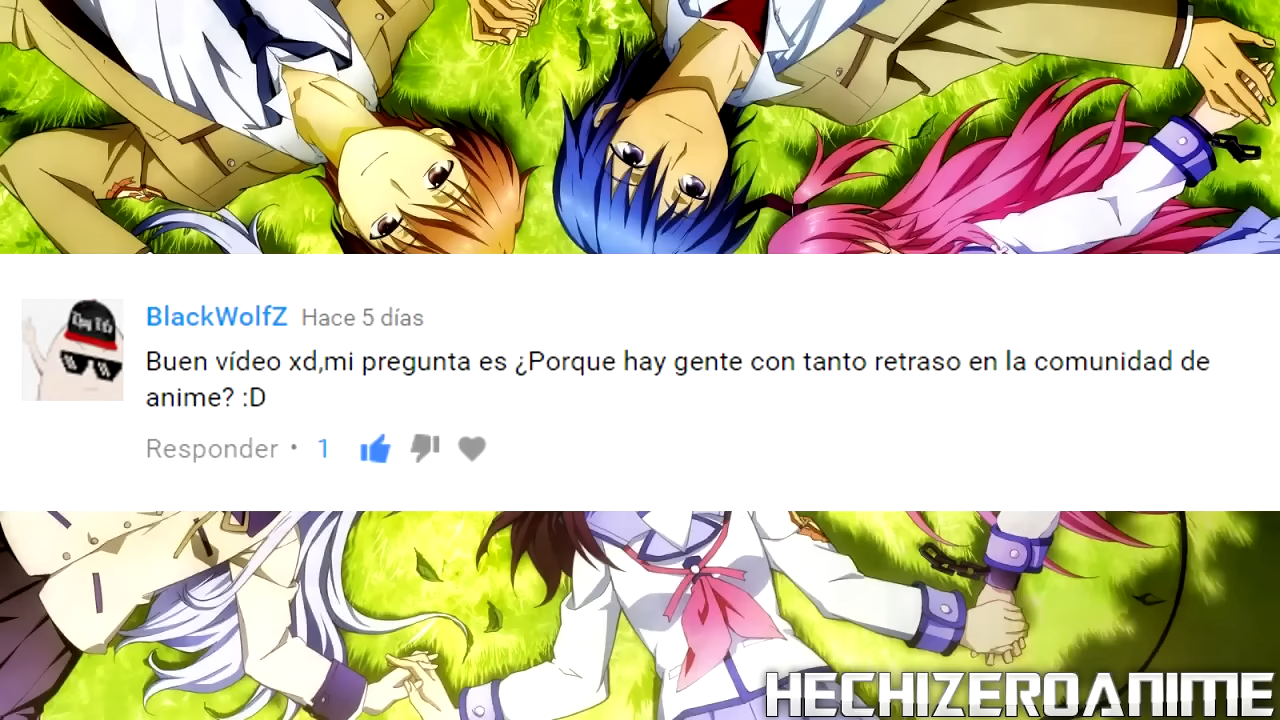 BlackWolfZ Hace 5 días
Buen vídeo xd,mi pregunta es ¿Porque hay gente con tanto retraso en la comunidad de
anime? :D
Responder • 1
HECHIZEROANIME